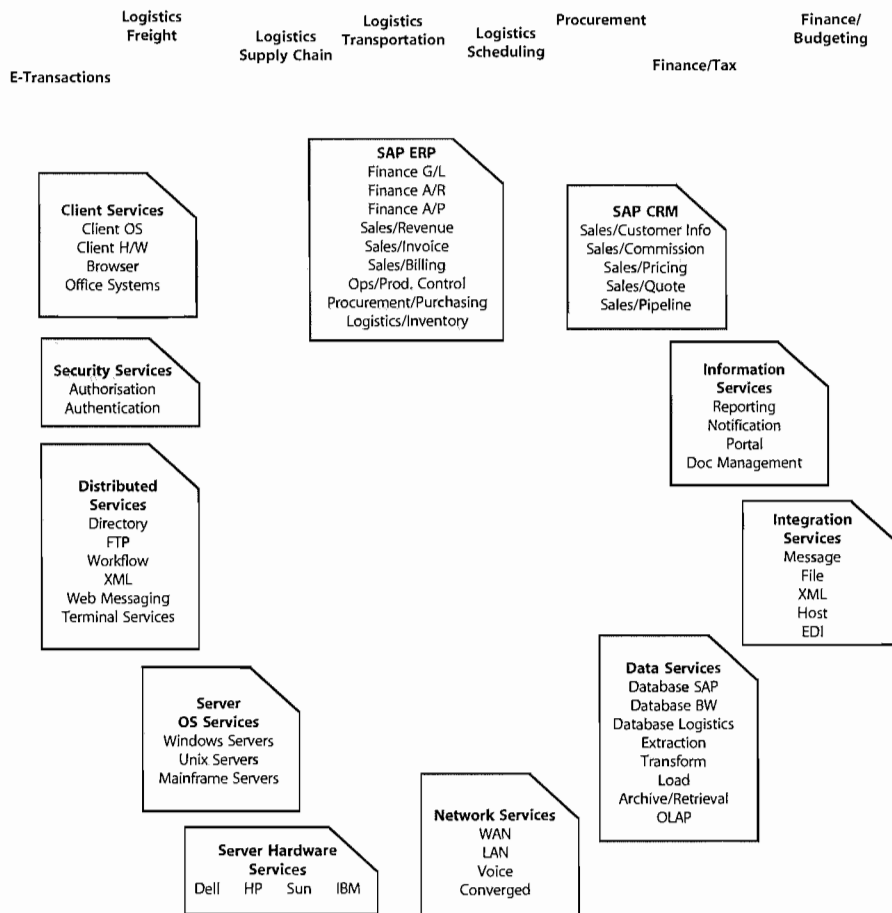 Logistics
Freight
Logistics
Supply Chain
Logistics
Transportation
Logistics
Scheduling
Procurement
Finance/
Budgeting
E-Transactions
Finance/Tax
SAP ERP
Finance G/L
Finance A/R
Finance A/P
Sales/Revenue
Sales/Invoice
Sales/Billing
Ops/Prod. Control
Procurement/Purchasing
Logistics/Inventory
Client Services
Client OS
Client H/W
Browser
Office Systems
SAP CRM
Sales/Customer Info
Sales/Commission
Sales/Pricing
Sales/Quote
Sales/Pipeline
Security Services
Authorisation
Authentication
Information
Services
Reporting
Notification
Portal
Doc Management
Distributed
Services
Directory
FTP
Workflow
XML
Web Messaging
Terminal Services
Integration
Services
Message
File
XML
Host
EDI
Data Services
Database SAP
Database BW
Database Logistics
Extraction
Transform
Load
Archive/Retrieval
OLAP
Server
OS Services
Windows Servers
Unix Servers
Mainframe Servers
Network Services
WAN
LAN
Voice
Converged
Server Hardware
Services
Dell HP Sun IBM